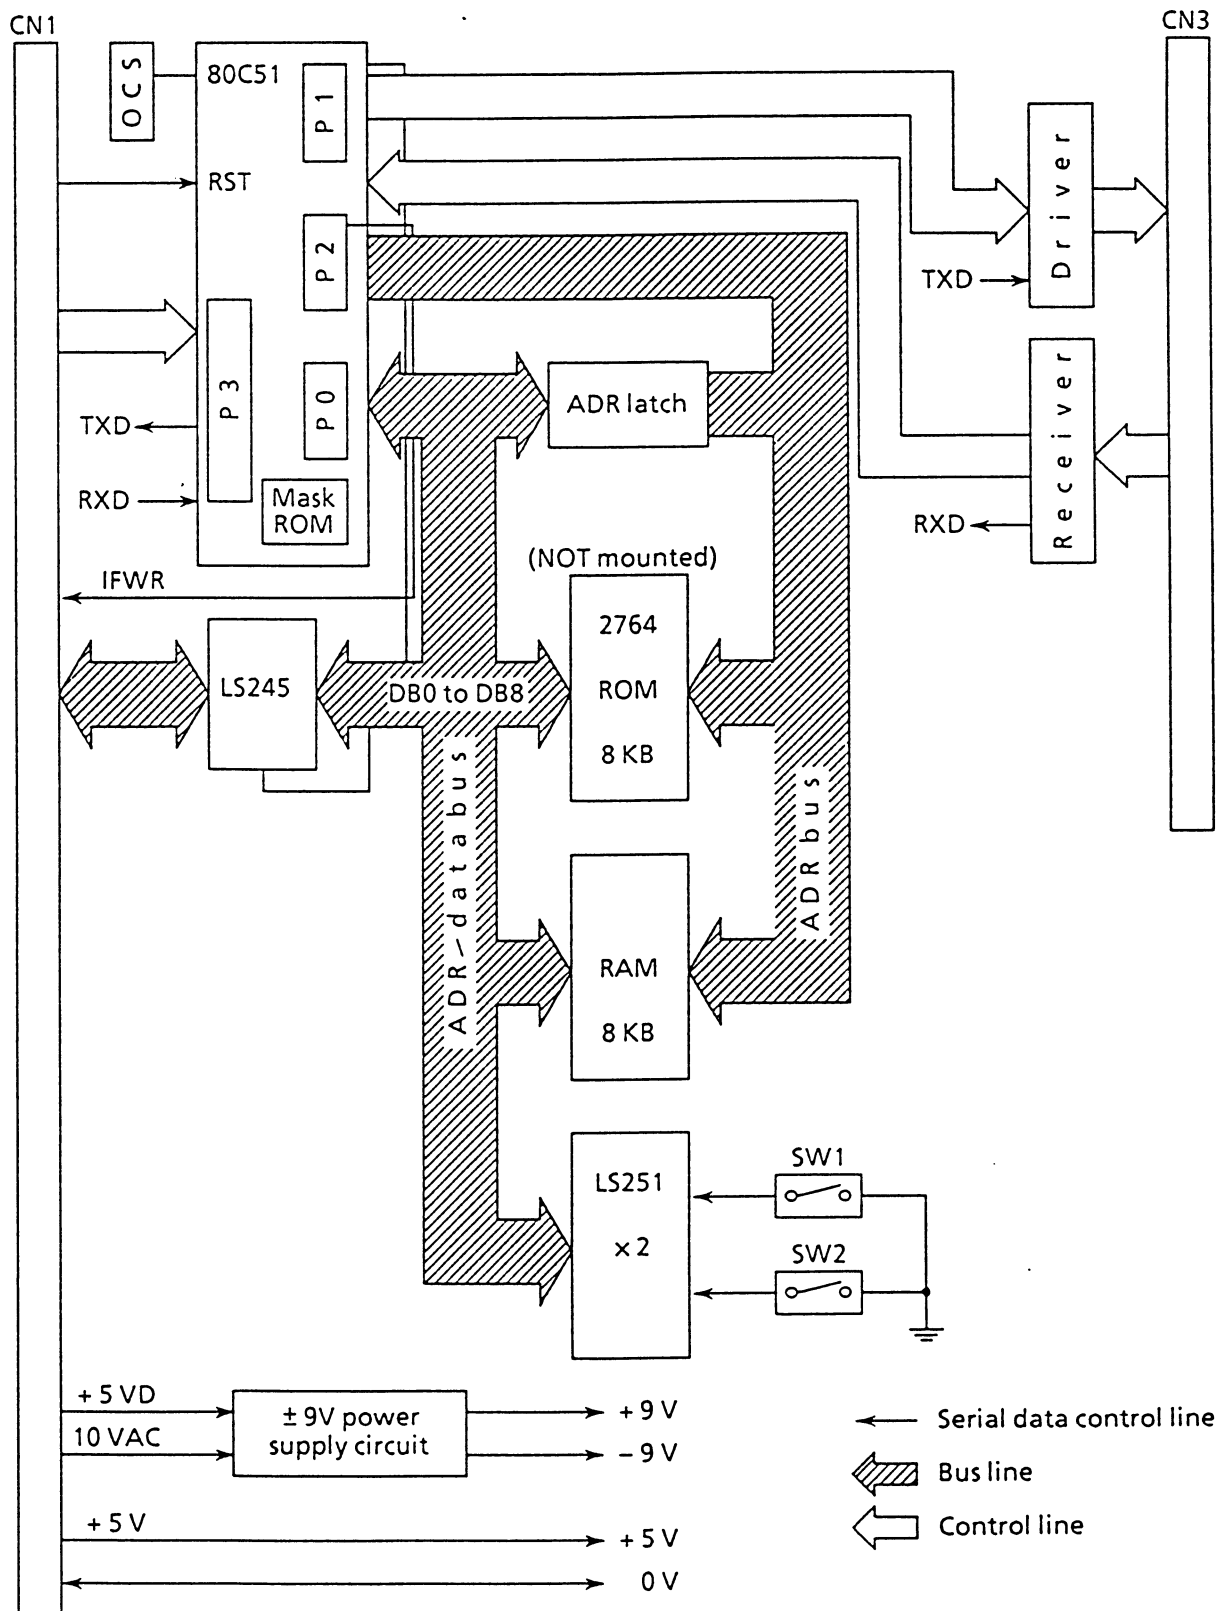 CN1
CN3
OCS
80C51
P1
RST
P2
Driver
TXD
P3
P0
ADR latch
TXD
RXD
Mask
ROM
Receiver
RXD
(NOT mounted)
IFWR
2764
ROM
8 KB
LS245
DB0 to DB8
ADR–databus
ADR bus
RAM
8 KB
LS251
x 2
SW1
SW2
+ 5 VD
10 VAC
± 9V power
supply circuit
+ 9 V
– 9 V
+ 5 V
+ 5 V
0 V
Serial data control line
Bus line
Control line